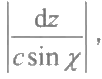 | dz / (c sin χ) | ,